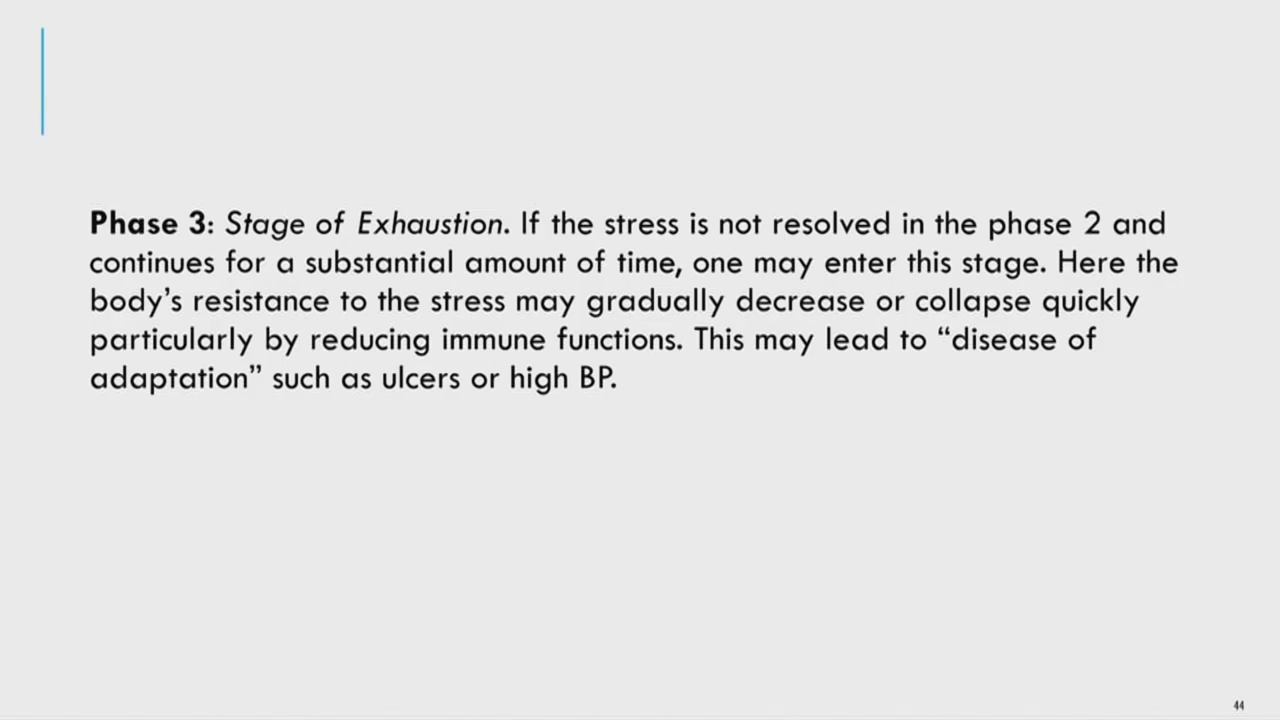 Phase 3: Stage of Exhaustion. If the stress is not resolved in the phase 2 and
continues for a substantial amount of time, one may enter this stage. Here the
body’s resistance to the stress may gradually decrease or collapse quickly
particularly by reducing immune functions. This may lead to “disease of
adaptation” such as ulcers or high BP.
44